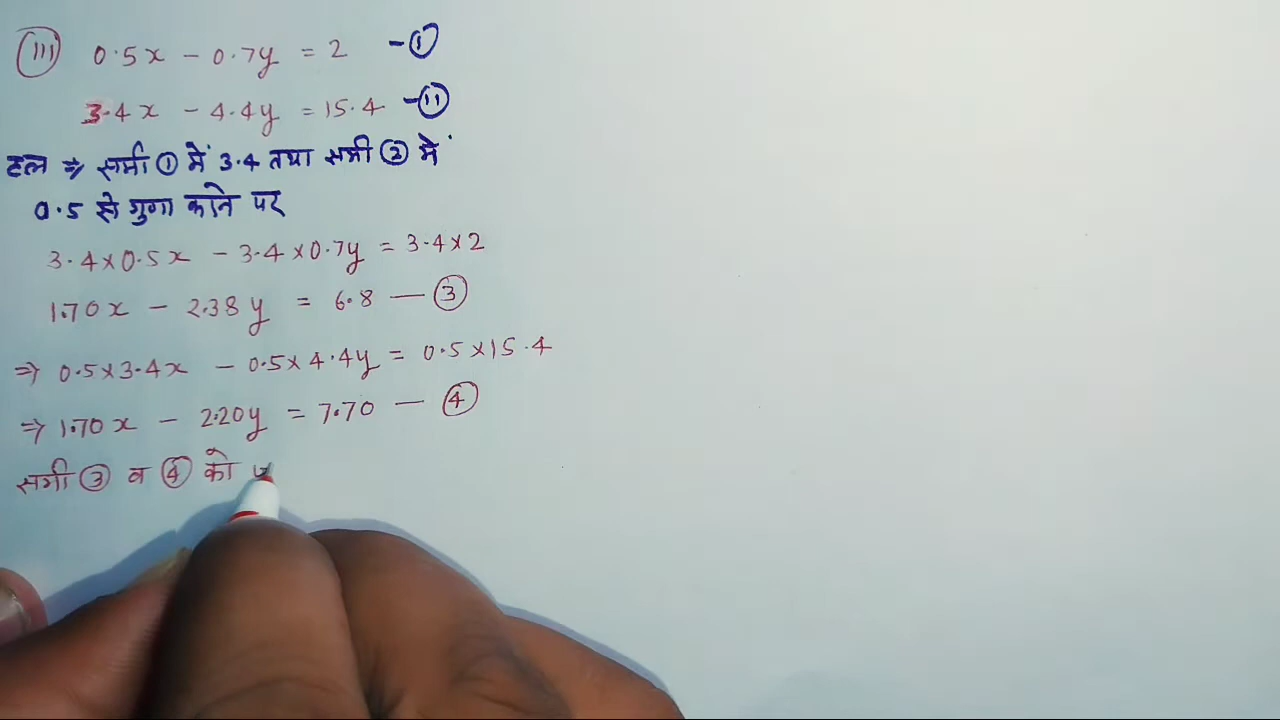 (III) 0.5x - 0.7y = 2 - ①
3.4x - 4.4y = 15.4 - ⑪
हल ⇒ समी ① में 3.4 तथा समी ② में
0.5 से गुणा करने पर
3.4×0.5x - 3.4×0.7y = 3.4×2
1.70x - 2.38y = 6.8 — ③
⇒ 0.5×3.4x - 0.5×4.4y = 0.5×15.4
⇒ 1.70x - 2.20y = 7.70 — ④
समी ③ व ④ को